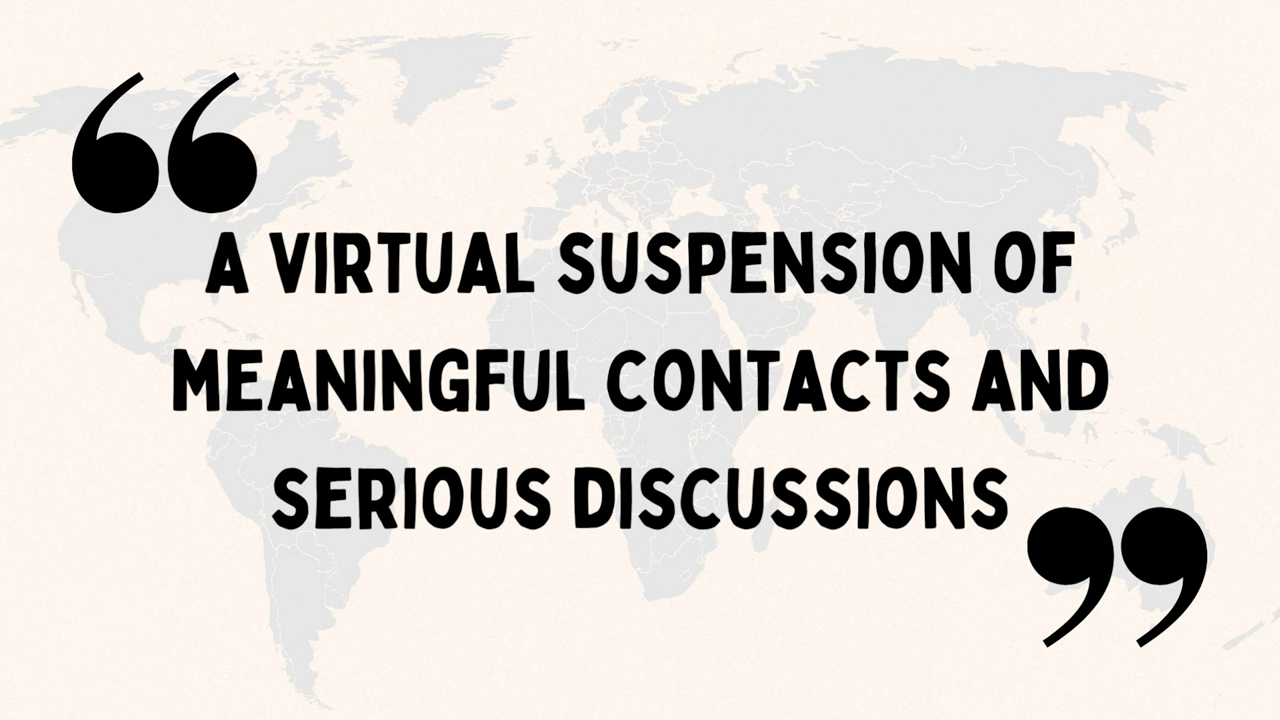 “A VIRTUAL SUSPENSION OF
MEANINGFUL CONTACTS AND
SERIOUS DISCUSSIONS”